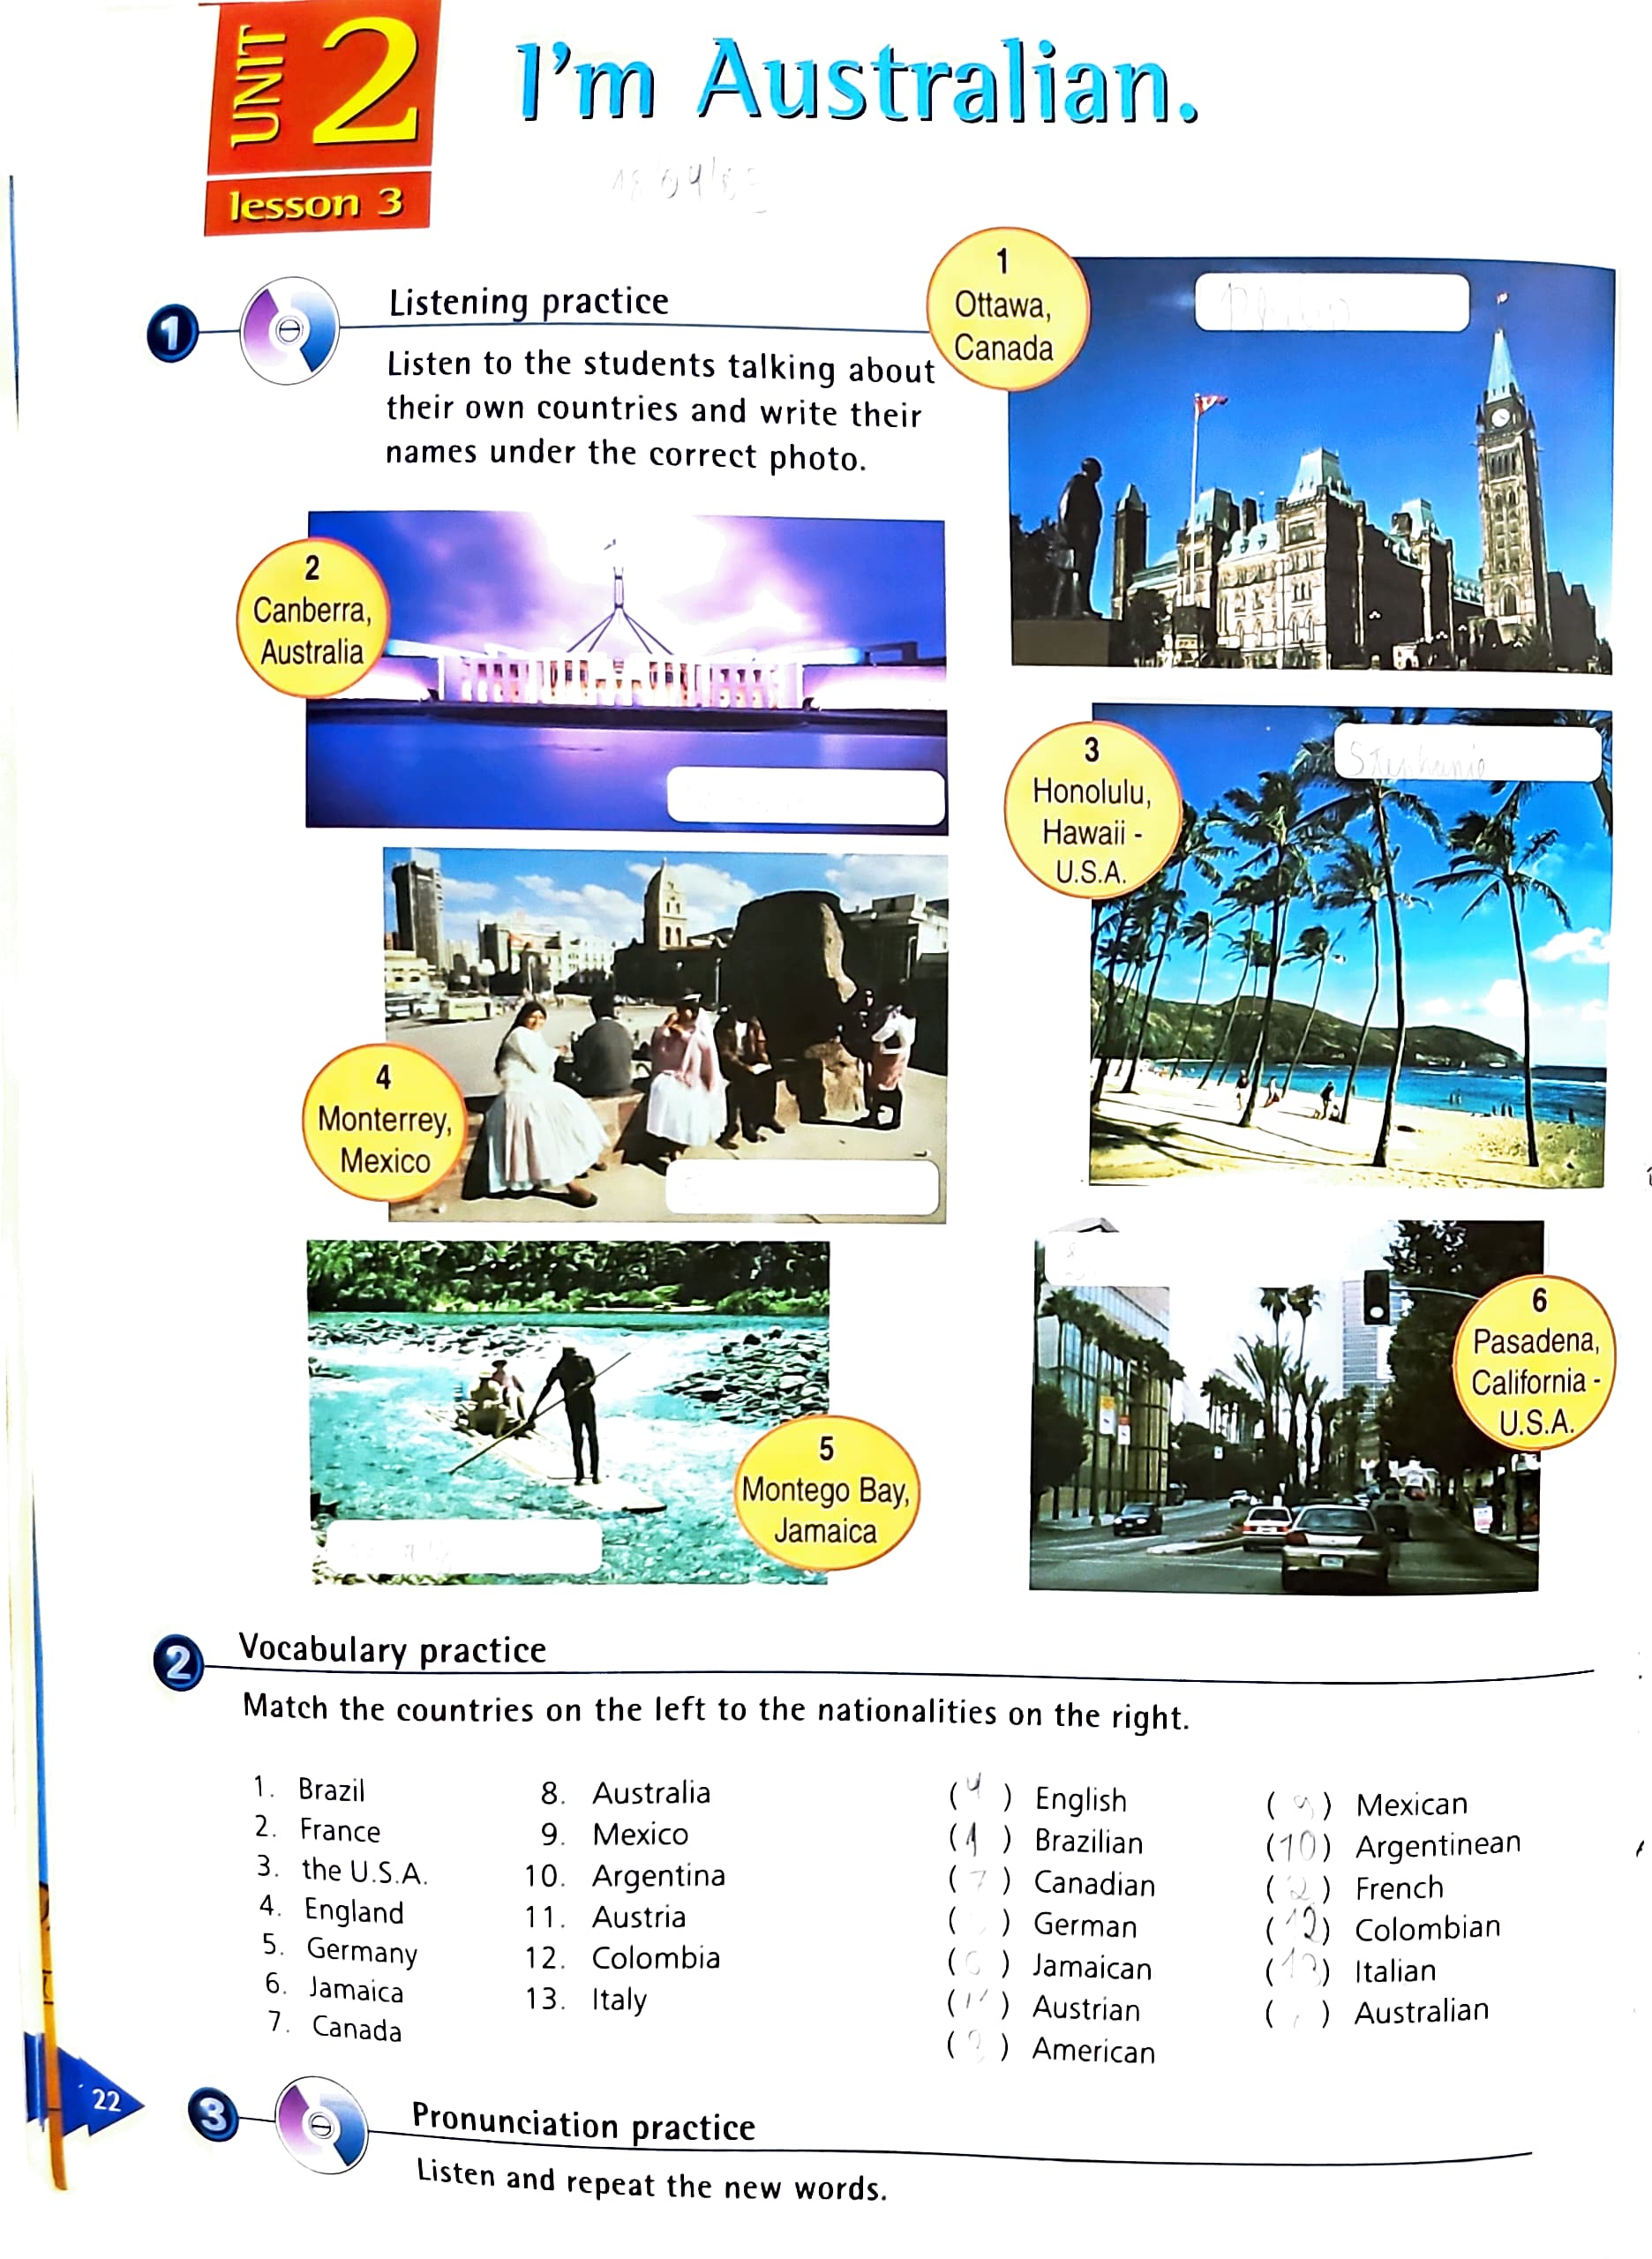 UNIT 2
lesson 3
I'm Australian.
1 Listening practice
Listen to the students talking about
their own countries and write their
names under the correct photo.
1
Ottawa,
Canada
2
Canberra,
Australia
3
Honolulu,
Hawaii -
U.S.A.
Stephanie
4
Monterrey,
Mexico
5
Montego Bay,
Jamaica
6
Pasadena,
California -
U.S.A.
2 Vocabulary practice
Match the countries on the left to the nationalities on the right.
1. Brazil
2. France
3. the U.S.A.
4. England
5. Germany
6. Jamaica
7. Canada
8. Australia
9. Mexico
10. Argentina
11. Austria
12. Colombia
13. Italy
(4) English
(1) Brazilian
(7) Canadian
( ) German
(6) Jamaican
( ) Austrian
( ) American
(9) Mexican
(10) Argentinean
(2) French
(12) Colombian
(13) Italian
( ) Australian
22
3 Pronunciation practice
Listen and repeat the new words.